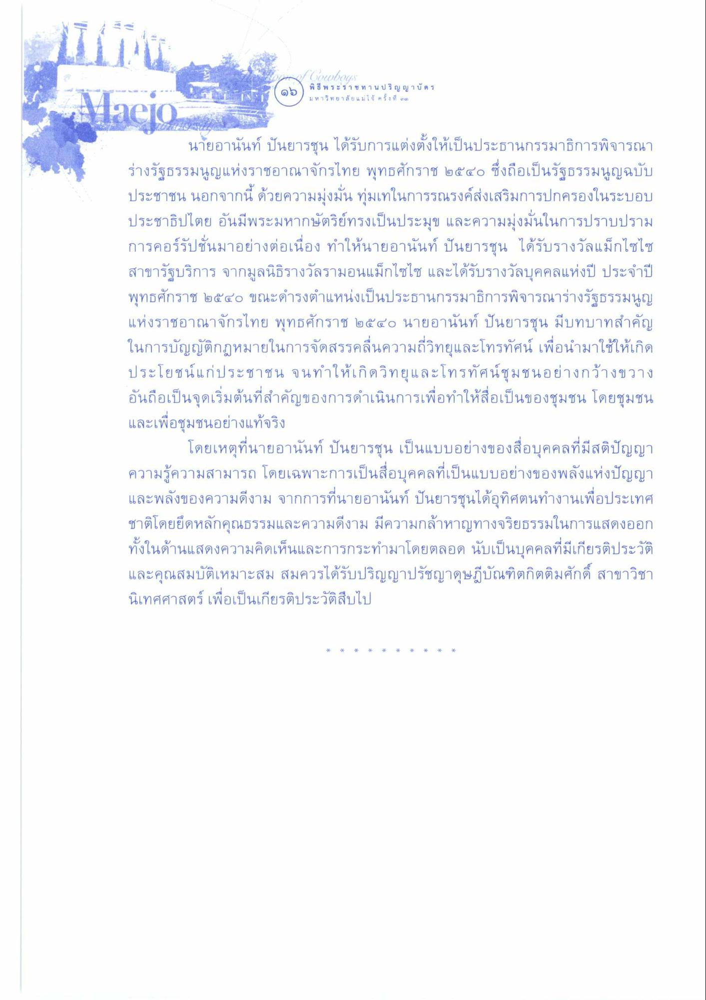 of Cowboys
๑๖
พิธีพระราชทานปริญญาบัตร
มหาวิทยาลัยแม่โจ้ ครั้งที่ ๓๑
Maejo
University
นายอานันท์ ปันยารชุน ได้รับการแต่งตั้งให้เป็นประธานกรรมาธิการพิจารณา
ร่างรัฐธรรมนูญแห่งราชอาณาจักรไทย พุทธศักราช ๒๕๔๐ ซึ่งถือเป็นรัฐธรรมนูญฉบับ
ประชาชน นอกจากนี้ ด้วยความมุ่งมั่น ทุ่มเทในการรณรงค์ส่งเสริมการปกครองในระบอบ
ประชาธิปไตย อันมีพระมหากษัตริย์ทรงเป็นประมุข และความมุ่งมั่นในการปราบปราม
การคอร์รัปชั่นมาอย่างต่อเนื่อง ทำให้นายอานันท์ ปันยารชุน ได้รับรางวัลแม็กไซไซ
สาขารัฐบริการ จากมูลนิธิรางวัลรามอนแม็กไซไซ และได้รับรางวัลบุคคลแห่งปี ประจำปี
พุทธศักราช ๒๕๔๐ ขณะดำรงตำแหน่งเป็นประธานกรรมาธิการพิจารณาร่างรัฐธรรมนูญ
แห่งราชอาณาจักรไทย พุทธศักราช ๒๕๔๐ นายอานันท์ ปันยารชุน มีบทบาทสำคัญ
ในการบัญญัติกฎหมายในการจัดสรรคลื่นความถี่วิทยุและโทรทัศน์ เพื่อนำมาใช้ให้เกิด
ประโยชน์แก่ประชาชน จนทำให้เกิดวิทยุและโทรทัศน์ชุมชนอย่างกว้างขวาง
อันถือเป็นจุดเริ่มต้นที่สำคัญของการดำเนินการเพื่อทำให้สื่อเป็นของชุมชน โดยชุมชน
และเพื่อชุมชนอย่างแท้จริง
โดยเหตุที่นายอานันท์ ปันยารชุน เป็นแบบอย่างของสื่อบุคคลที่มีสติปัญญา
ความรู้ความสามารถ โดยเฉพาะการเป็นสื่อบุคคลที่เป็นแบบอย่างของพลังแห่งปัญญา
และพลังของความดีงาม จากการที่นายอานันท์ ปันยารชุนได้อุทิศตนทำงานเพื่อประเทศ
ชาติโดยยึดหลักคุณธรรมและความดีงาม มีความกล้าหาญทางจริยธรรมในการแสดงออก
ทั้งในด้านแสดงความคิดเห็นและการกระทำมาโดยตลอด นับเป็นบุคคลที่มีเกียรติประวัติ
และคุณสมบัติเหมาะสม สมควรได้รับปริญญาปรัชญาดุษฎีบัณฑิตกิตติมศักดิ์ สาขาวิชา
นิเทศศาสตร์ เพื่อเป็นเกียรติประวัติสืบไป
* * * * * * * * * *